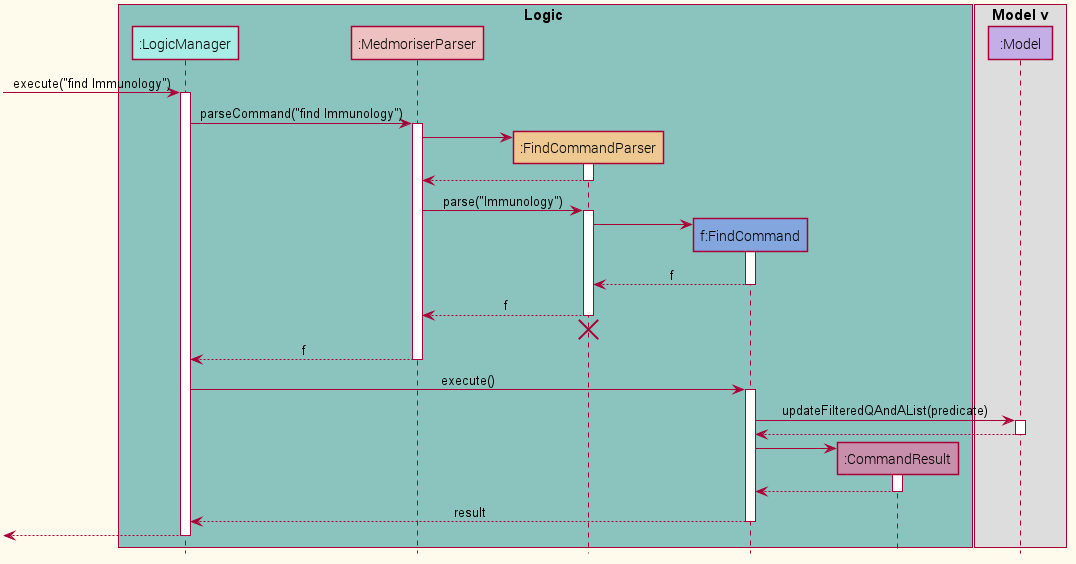 Logic
Model v
:LogicManager
:MedmoriserParser
:Model
execute("find Immunology")
parseCommand("find Immunology")
:FindCommandParser
parse("Immunology")
f:FindCommand
f
f
f
execute()
updateFilteredQAndAList(predicate)
:CommandResult
result